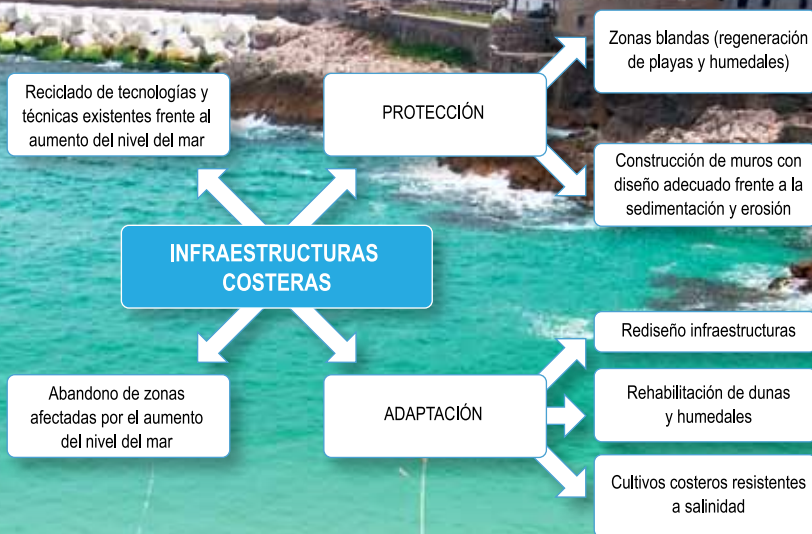 Reciclado de tecnologías y
técnicas existentes frente al
aumento del nivel del mar
PROTECCIÓN
Zonas blandas (regeneración
de playas y humedales)
Construcción de muros con
diseño adecuado frente a la
sedimentación y erosión
INFRAESTRUCTURAS
COSTERAS
Abandono de zonas
afectadas por el aumento
del nivel del mar
ADAPTACIÓN
Rediseño infraestructuras
Rehabilitación de dunas
y humedales
Cultivos costeros resistentes
a salinidad